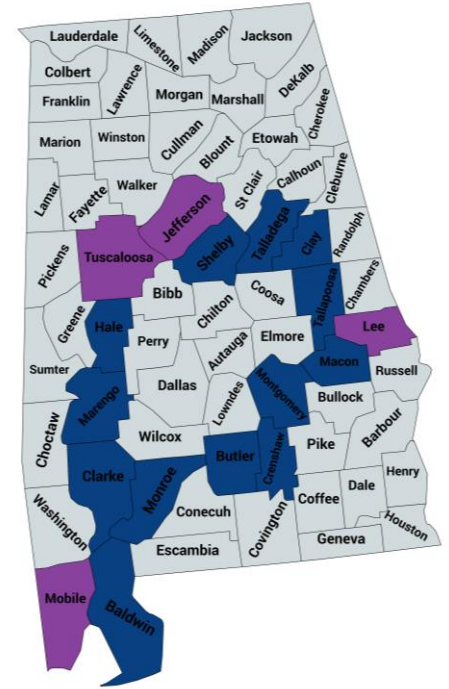 Lauderdale
Limestone
Madison
Jackson
Colbert
Lawrence
Morgan
Marshall
DeKalb
Cherokee
Franklin
Marion
Winston
Cullman
Blount
Etowah
Lamar
Fayette
Walker
Jefferson
St Clair
Calhoun
Cleburne
Pickens
Tuscaloosa
Shelby
Talladega
Clay
Randolph
Greene
Hale
Bibb
Chilton
Coosa
Tallapoosa
Chambers
Sumter
Perry
Autauga
Elmore
Lee
Macon
Russell
Choctaw
Marengo
Dallas
Lowndes
Montgomery
Bullock
Wilcox
Clarke
Monroe
Butler
Crenshaw
Pike
Barbour
Washington
Conecuh
Covington
Coffee
Dale
Henry
Escambia
Geneva
Houston
Mobile
Baldwin